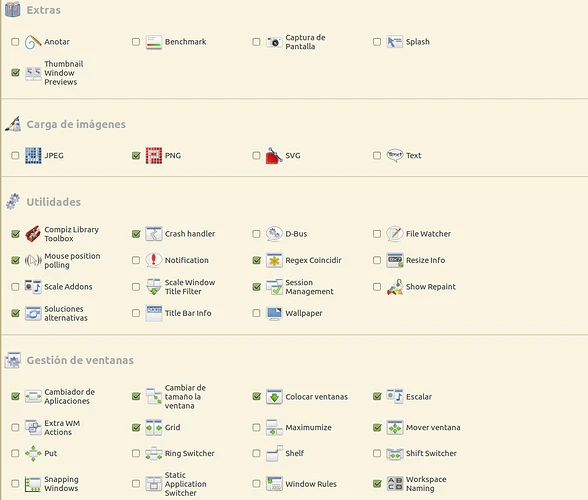 Extras
Anotar
Benchmark
Captura de
Pantalla
Splash
Thumbnail
Window
Previews
Carga de imágenes
JPEG
PNG
SVG
Text
Text
Utilidades
Compiz Library
Toolbox
Crash handler
D-Bus
File Watcher
Mouse position
polling
Notification
Regex Coincidir
Resize Info
Scale Addons
Scale Window
Title Filter
Session
Management
Show Repaint
Soluciones
alternativas
Title Bar Info
Wallpaper
Gestión de ventanas
Cambiador de
Aplicaciones
Cambiar de
tamaño la
ventana
Colocar ventanas
Escalar
Extra WM
Actions
Grid
Maximumize
Mover ventana
Put
Ring Switcher
Shelf
Shift Switcher
Snapping
Windows
Static
Application
Switcher
Window Rules
Workspace
Naming